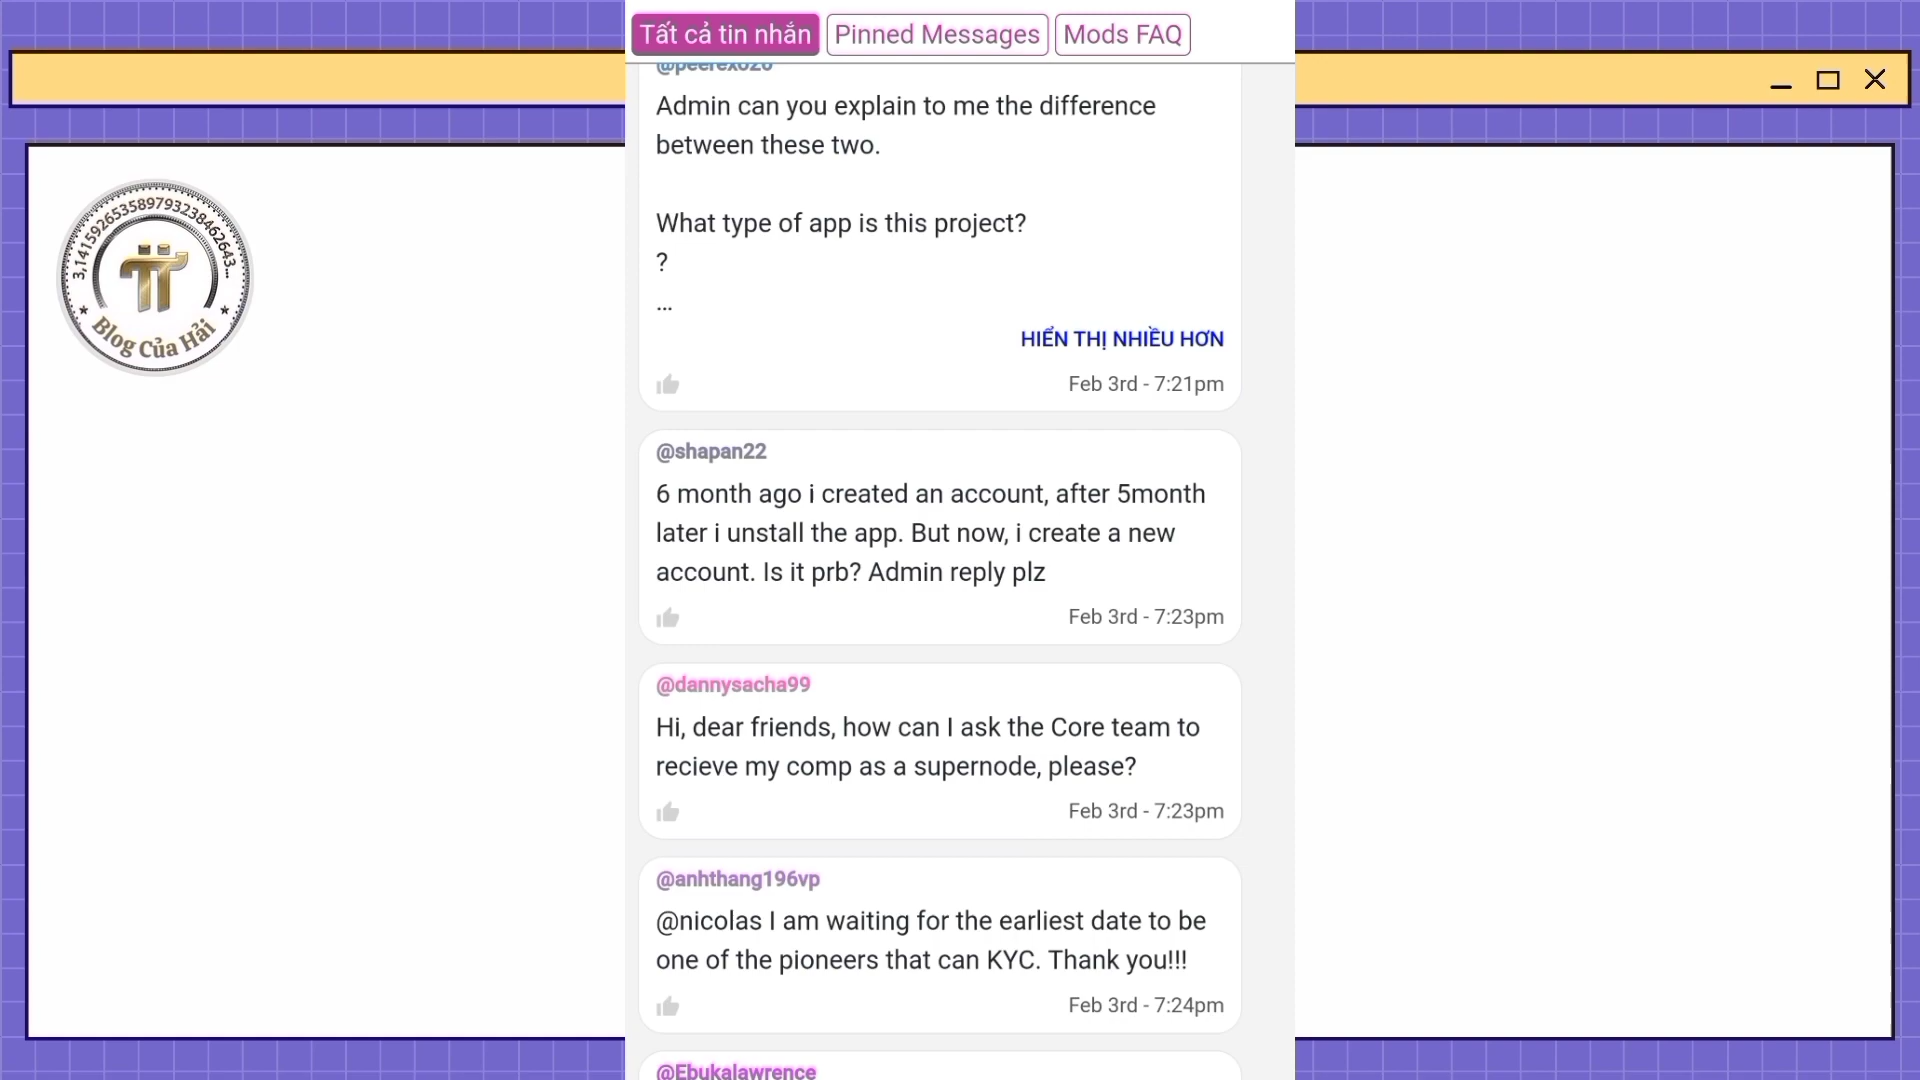 Tất cả tin nhắn
Pinned Messages
Mods FAQ
Admin can you explain to me the difference
between these two.
What type of app is this project?
?
...
HIỂN THỊ NHIỀU HƠN
Feb 3rd - 7:21pm
@shapan22
6 month ago i created an account, after 5month
later i unstall the app. But now, i create a new
account. Is it prb? Admin reply plz
Feb 3rd - 7:23pm
@dannysacha99
Hi, dear friends, how can I ask the Core team to
recieve my comp as a supernode, please?
Feb 3rd - 7:23pm
@anhthang196vp
@nicolas I am waiting for the earliest date to be
one of the pioneers that can KYC. Thank you!!!
Feb 3rd - 7:24pm
@Ebukalawrence
3,141592653589793238462643...
Blog Của Hải